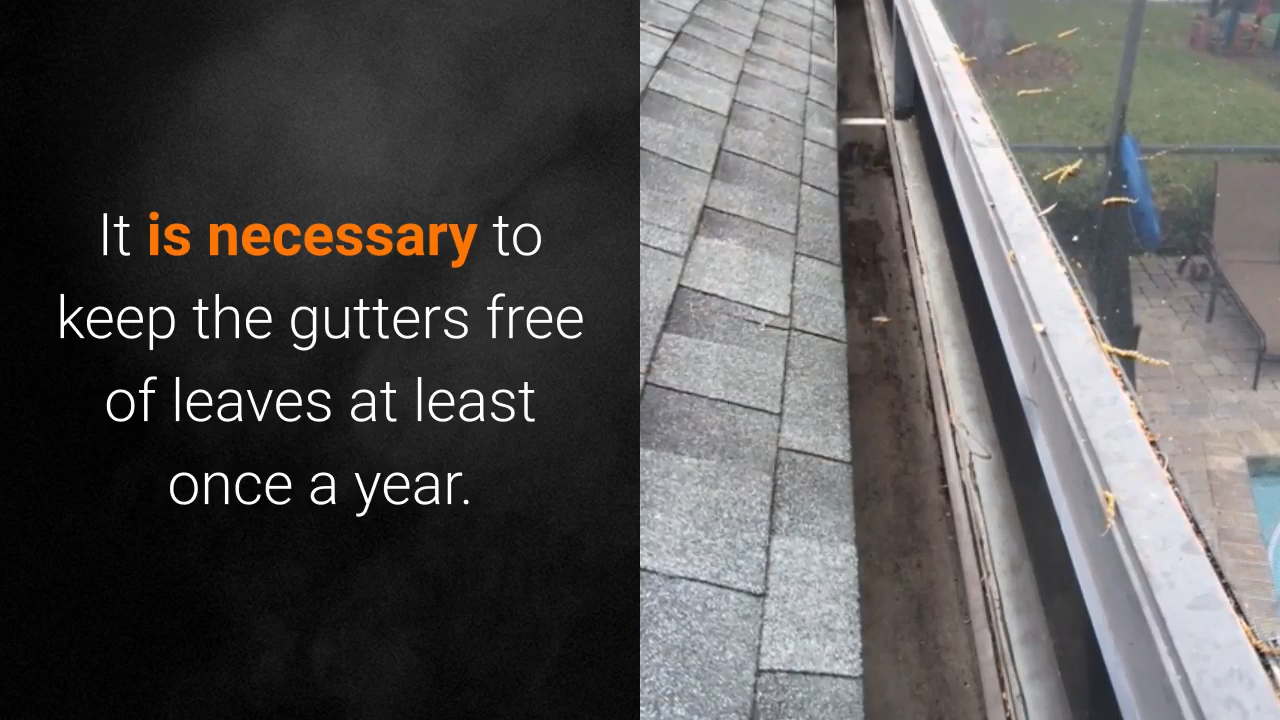 It is necessary to
keep the gutters free
of leaves at least
once a year.